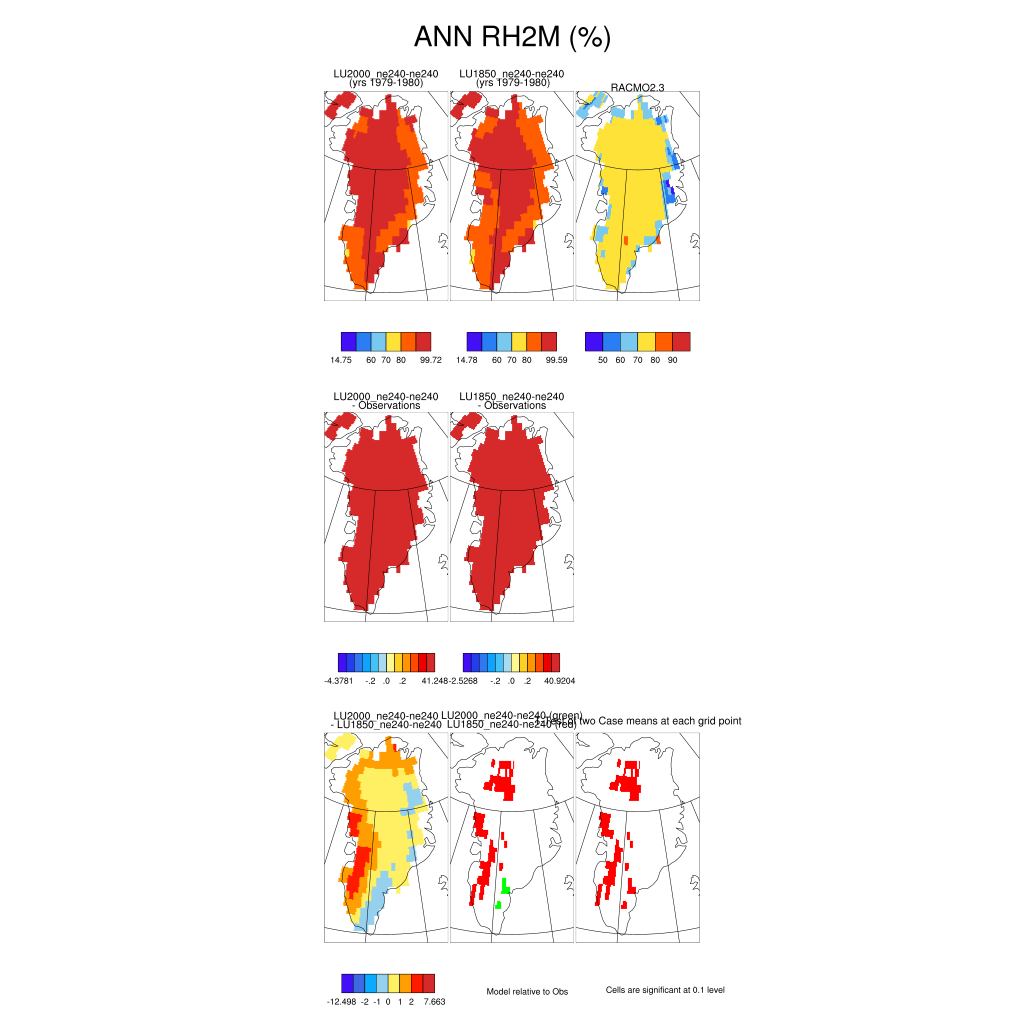 ANN RH2M (%)
LU2000_ne240-ne240
(yrs 1979-1980)
LU1850_ne240-ne240
(yrs 1979-1980)
RACMO2.3
14.75 60 70 80 99.72
14.78 60 70 80 99.59
50 60 70 80 90
LU2000_ne240-ne240
- Observations
LU1850_ne240-ne240
- Observations
-4.3781 -.2 .0 .2 41.248
-2.5268 -.2 .0 .2 40.9204
LU2000_ne240-ne240
- LU1850_ne240-ne240
LU2000_ne240-ne240 (green)
LU1850_ne240-ne240 (red)
of two Case means at each grid point
-12.498 -2 -1 0 1 2 7.663
Model relative to Obs
Cells are significant at 0.1 level